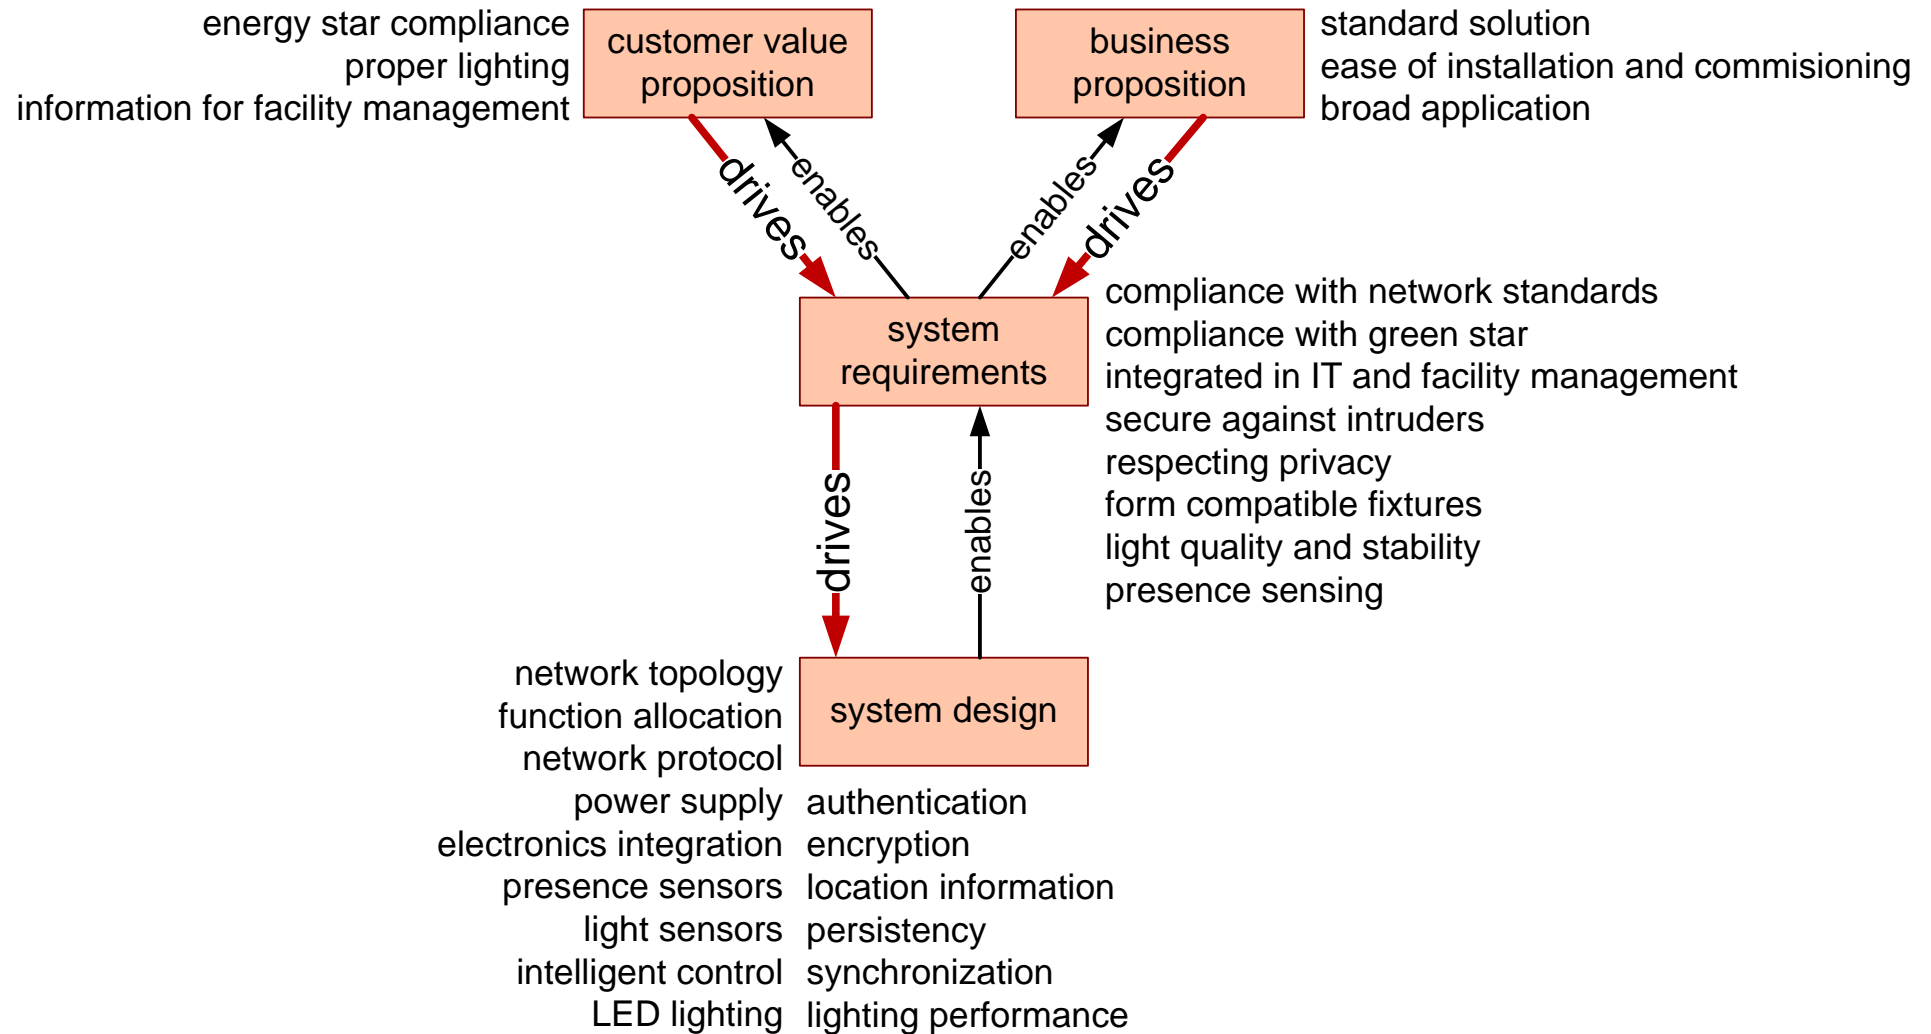 energy star compliance
proper lighting
information for facility management
customer value
proposition
business
proposition
standard solution
ease of installation and commisioning
broad application
drives
enables
enables
drives
system
requirements
compliance with network standards
compliance with green star
integrated in IT and facility management
secure against intruders
respecting privacy
form compatible fixtures
light quality and stability
presence sensing
drives
enables
system design
network topology
function allocation
network protocol
power supply
electronics integration
presence sensors
light sensors
intelligent control
LED lighting
authentication
encryption
location information
persistency
synchronization
lighting performance